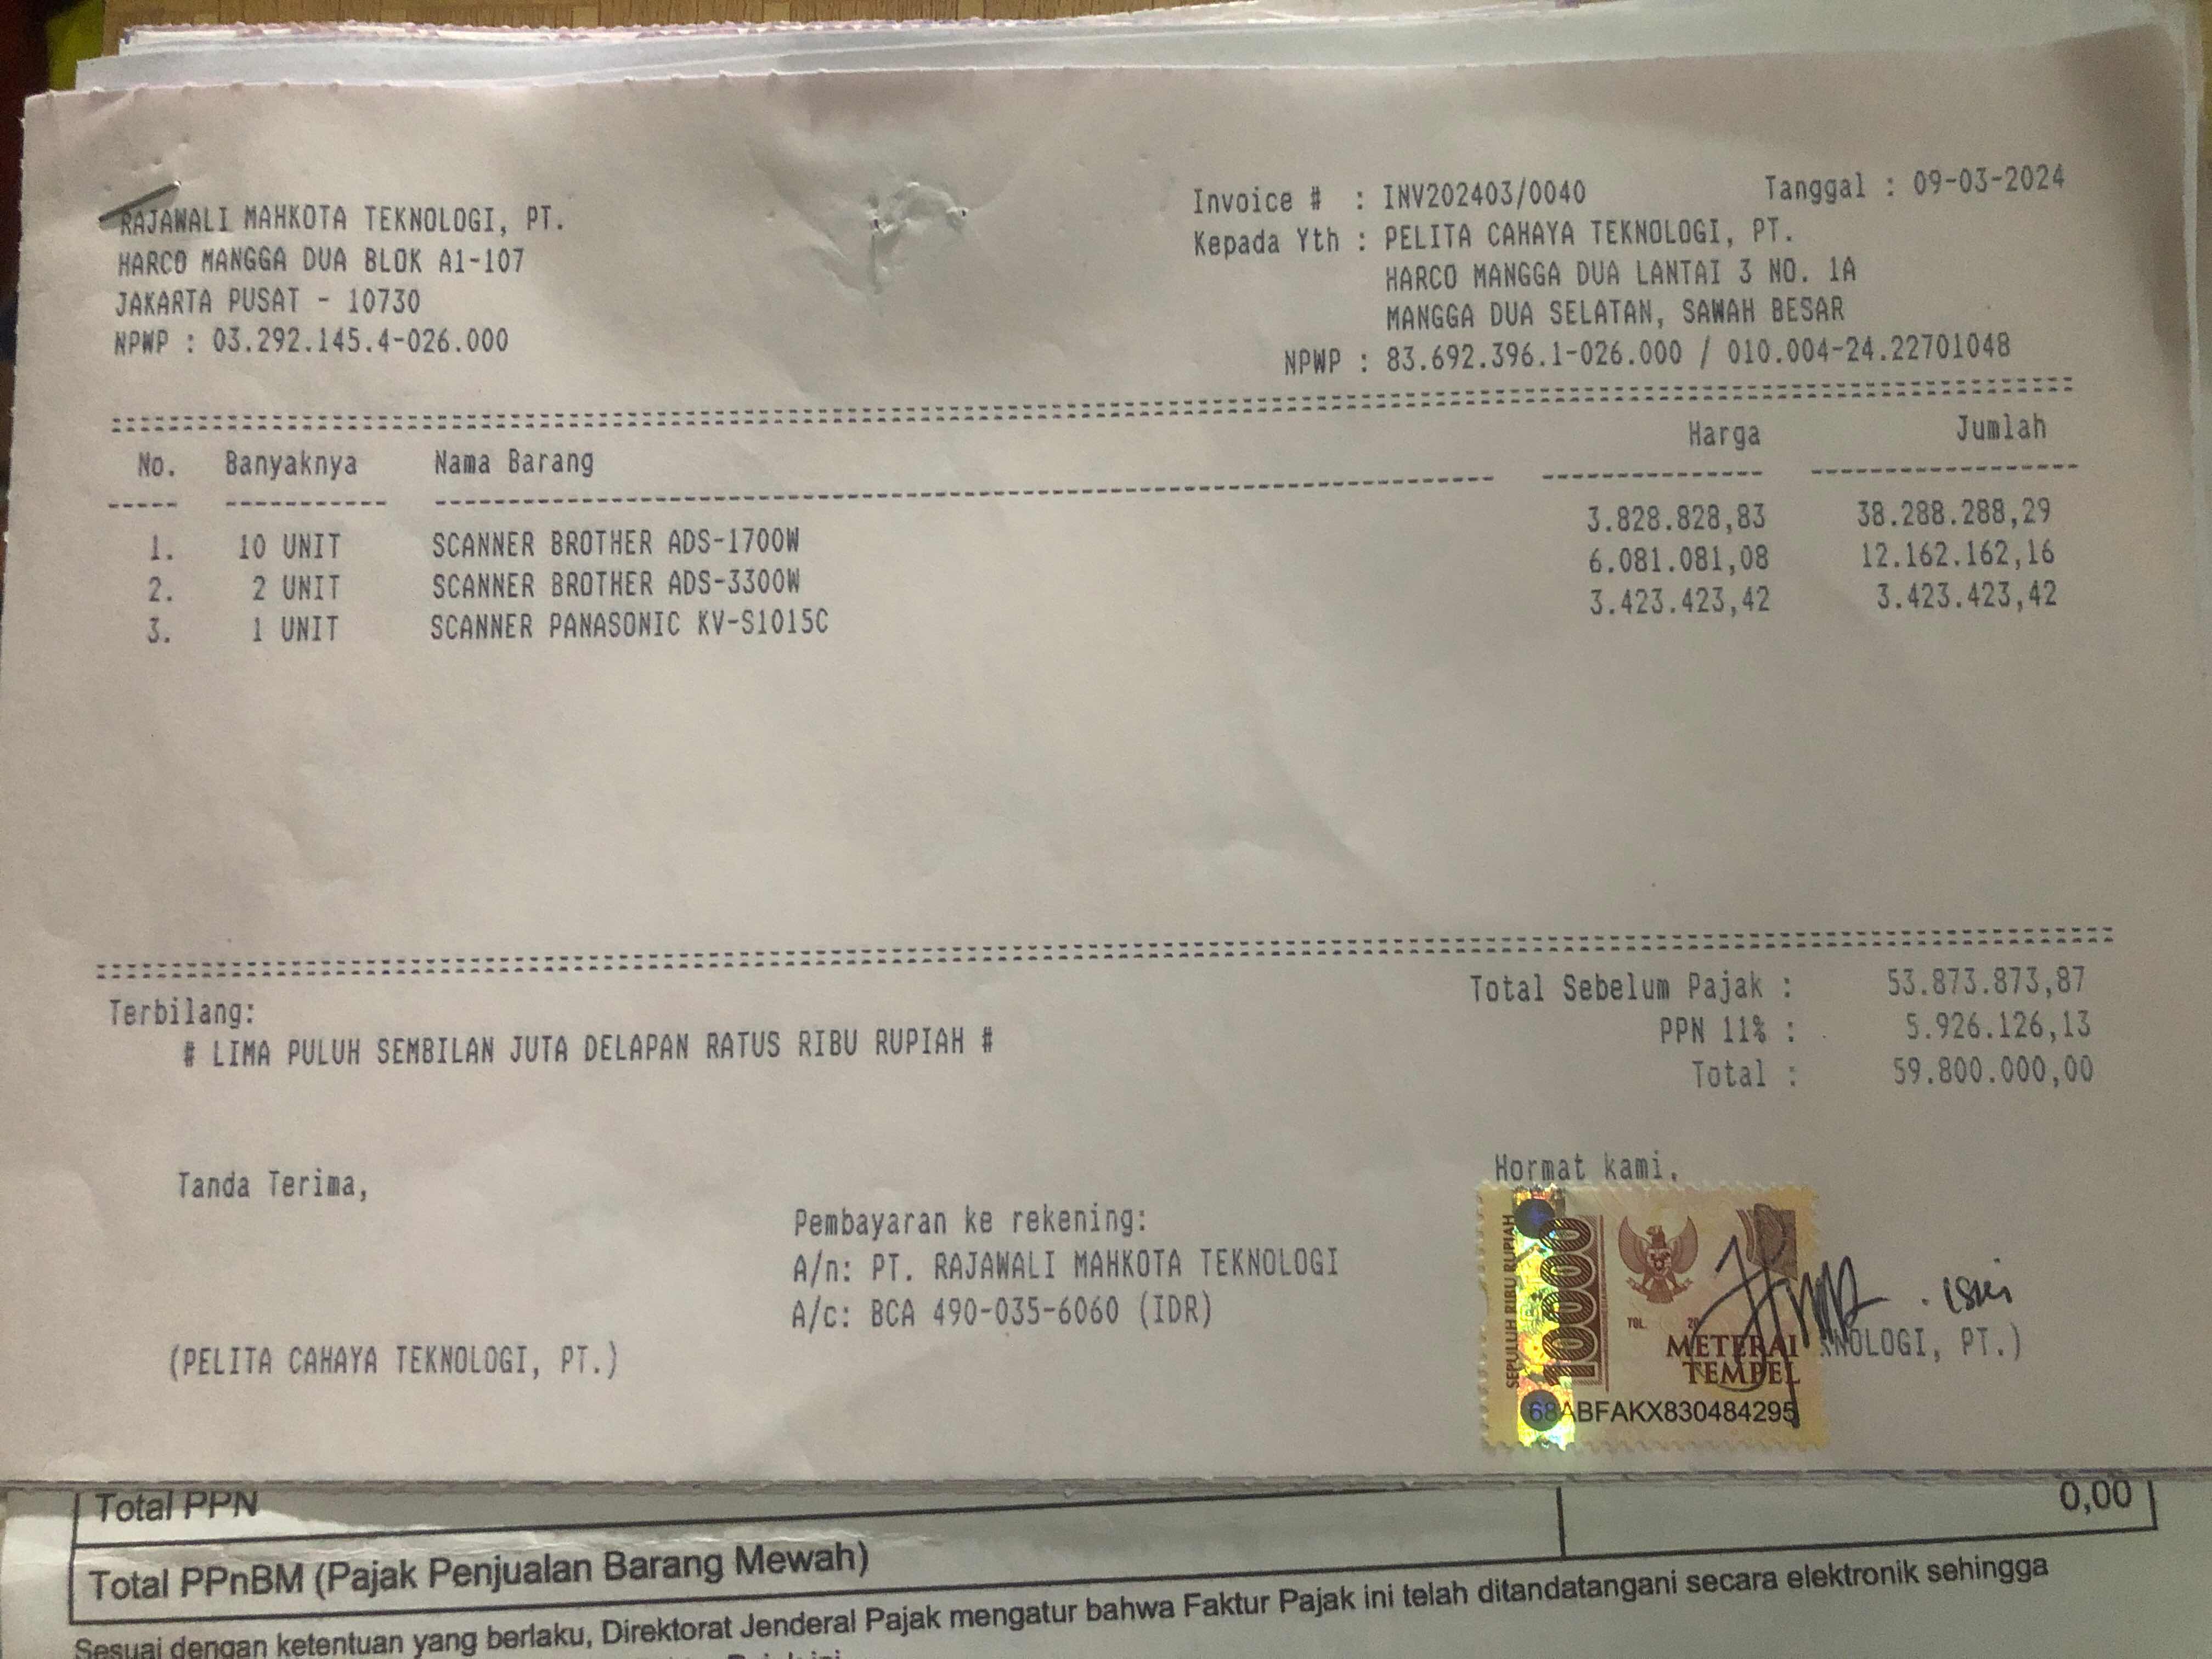 RAJAWALI MAHKOTA TEKNOLOGI, PT.
HARCO MANGGA DUA BLOK A1-107
JAKARTA PUSAT - 10730
NPWP : 03.292.145.4-026.000
Invoice # : INV202403/0040 Tanggal : 09-03-2024
Kepada Yth : PELITA CAHAYA TEKNOLOGI, PT.
HARCO MANGGA DUA LANTAI 3 NO. 1A
MANGGA DUA SELATAN, SAWAH BESAR
NPWP : 83.692.396.1-026.000 / 010.004-24.22701048
No. Banyaknya Nama Barang Harga Jumlah
1. 10 UNIT SCANNER BROTHER ADS-1700W 3.828.828,83 38.288.288,29
2. 2 UNIT SCANNER BROTHER ADS-3300W 6.081.081,08 12.162.162,16
3. 1 UNIT SCANNER PANASONIC KV-S1015C 3.423.423,42 3.423.423,42
Total Sebelum Pajak : 53.873.873,87
PPN 11% : 5.926.126,13
Total : 59.800.000,00
Terbilang:
# LIMA PULUH SEMBILAN JUTA DELAPAN RATUS RIBU RUPIAH #
Tanda Terima,
(PELITA CAHAYA TEKNOLOGI, PT.)
Pembayaran ke rekening:
A/n: PT. RAJAWALI MAHKOTA TEKNOLOGI
A/c: BCA 490-035-6060 (IDR)
Hormat kami,
SEPULUH RIBU RUPIAH
10000
TGL. 20
METERAI
TEMPEL
68ABFAKX830484295
NOLOGI, PT.)
Total PPN 0,00
Total PPnBM (Pajak Penjualan Barang Mewah)
Sesuai dengan ketentuan yang berlaku, Direktorat Jenderal Pajak mengatur bahwa Faktur Pajak ini telah ditandatangani secara elektronik sehingga